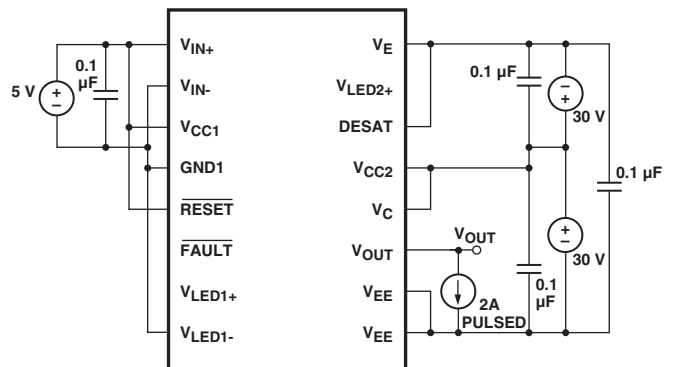 V_IN+
V_IN-
V_CC1
GND1
RESET
FAULT
V_LED1+
V_LED1-
V_E
V_LED2+
DESAT
V_CC2
V_C
V_OUT
V_EE
V_EE
5 V
+
–
0.1
µF
0.1 µF
–
+
30 V
0.1 µF
+
–
30 V
0.1
µF
V_OUT
2A
PULSED